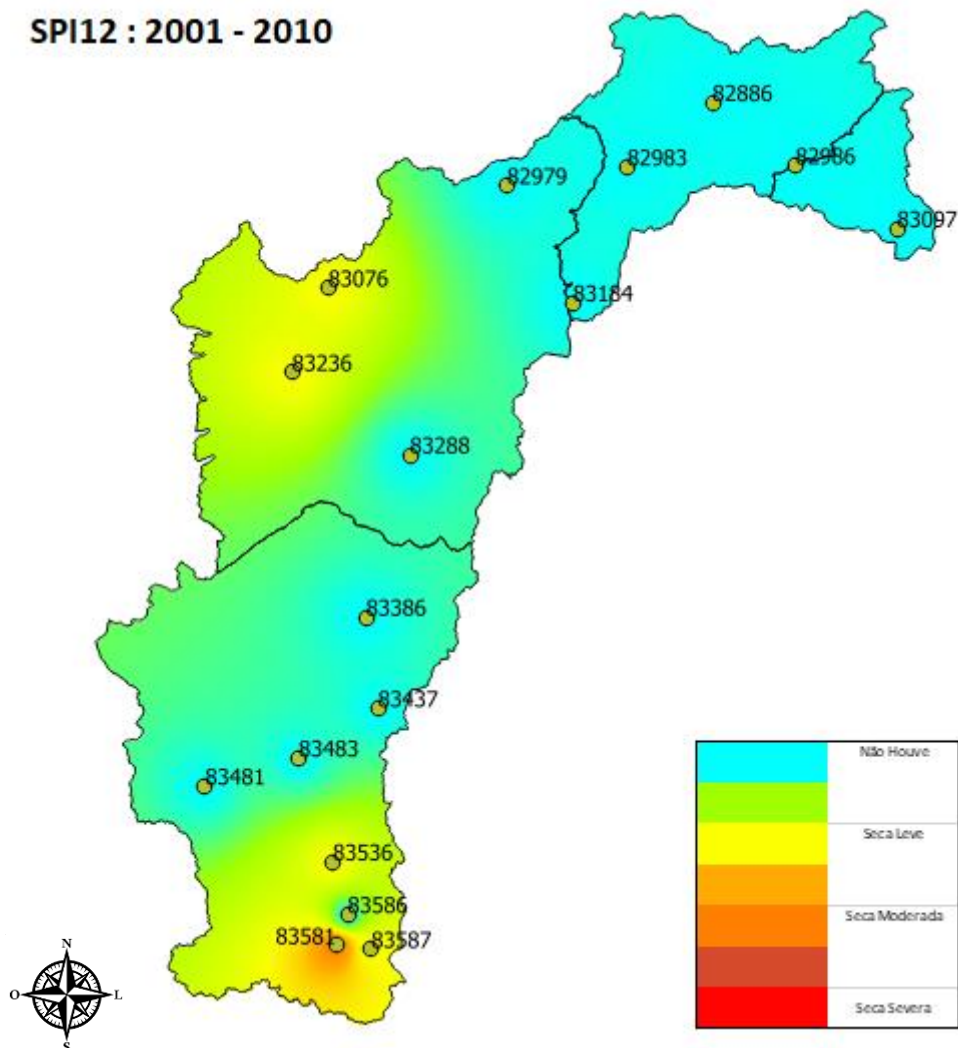 SPI12 : 2001 - 2010
82886
82983
82986
82979
83097
83076
83184
83236
83288
83386
83437
83483
83481
83536
83586
83581
83587
Não Houve
Seca Leve
Seca Moderada
Seca Severa
N
O
L
S